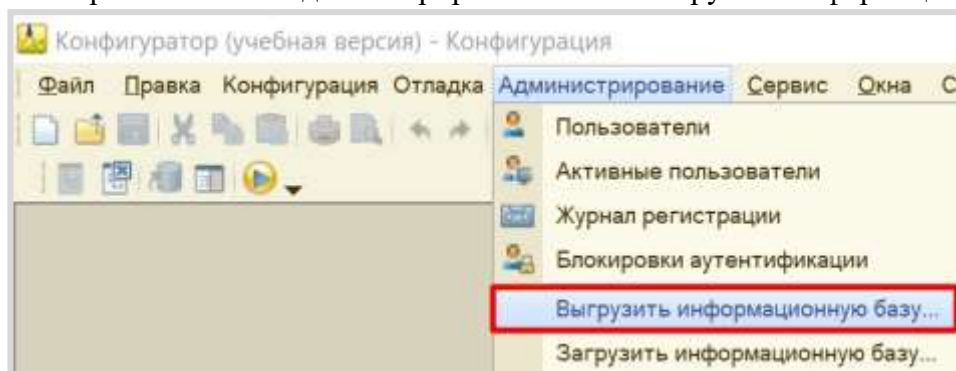 Конфигуратор (учебная версия) - Конфигурация
Файл Правка Конфигурация Отладка Администрирование Сервис Окна С
Пользователи
Активные пользователи
Журнал регистрации
Блокировки аутентификации
Выгрузить информационную базу...
Загрузить информационную базу...